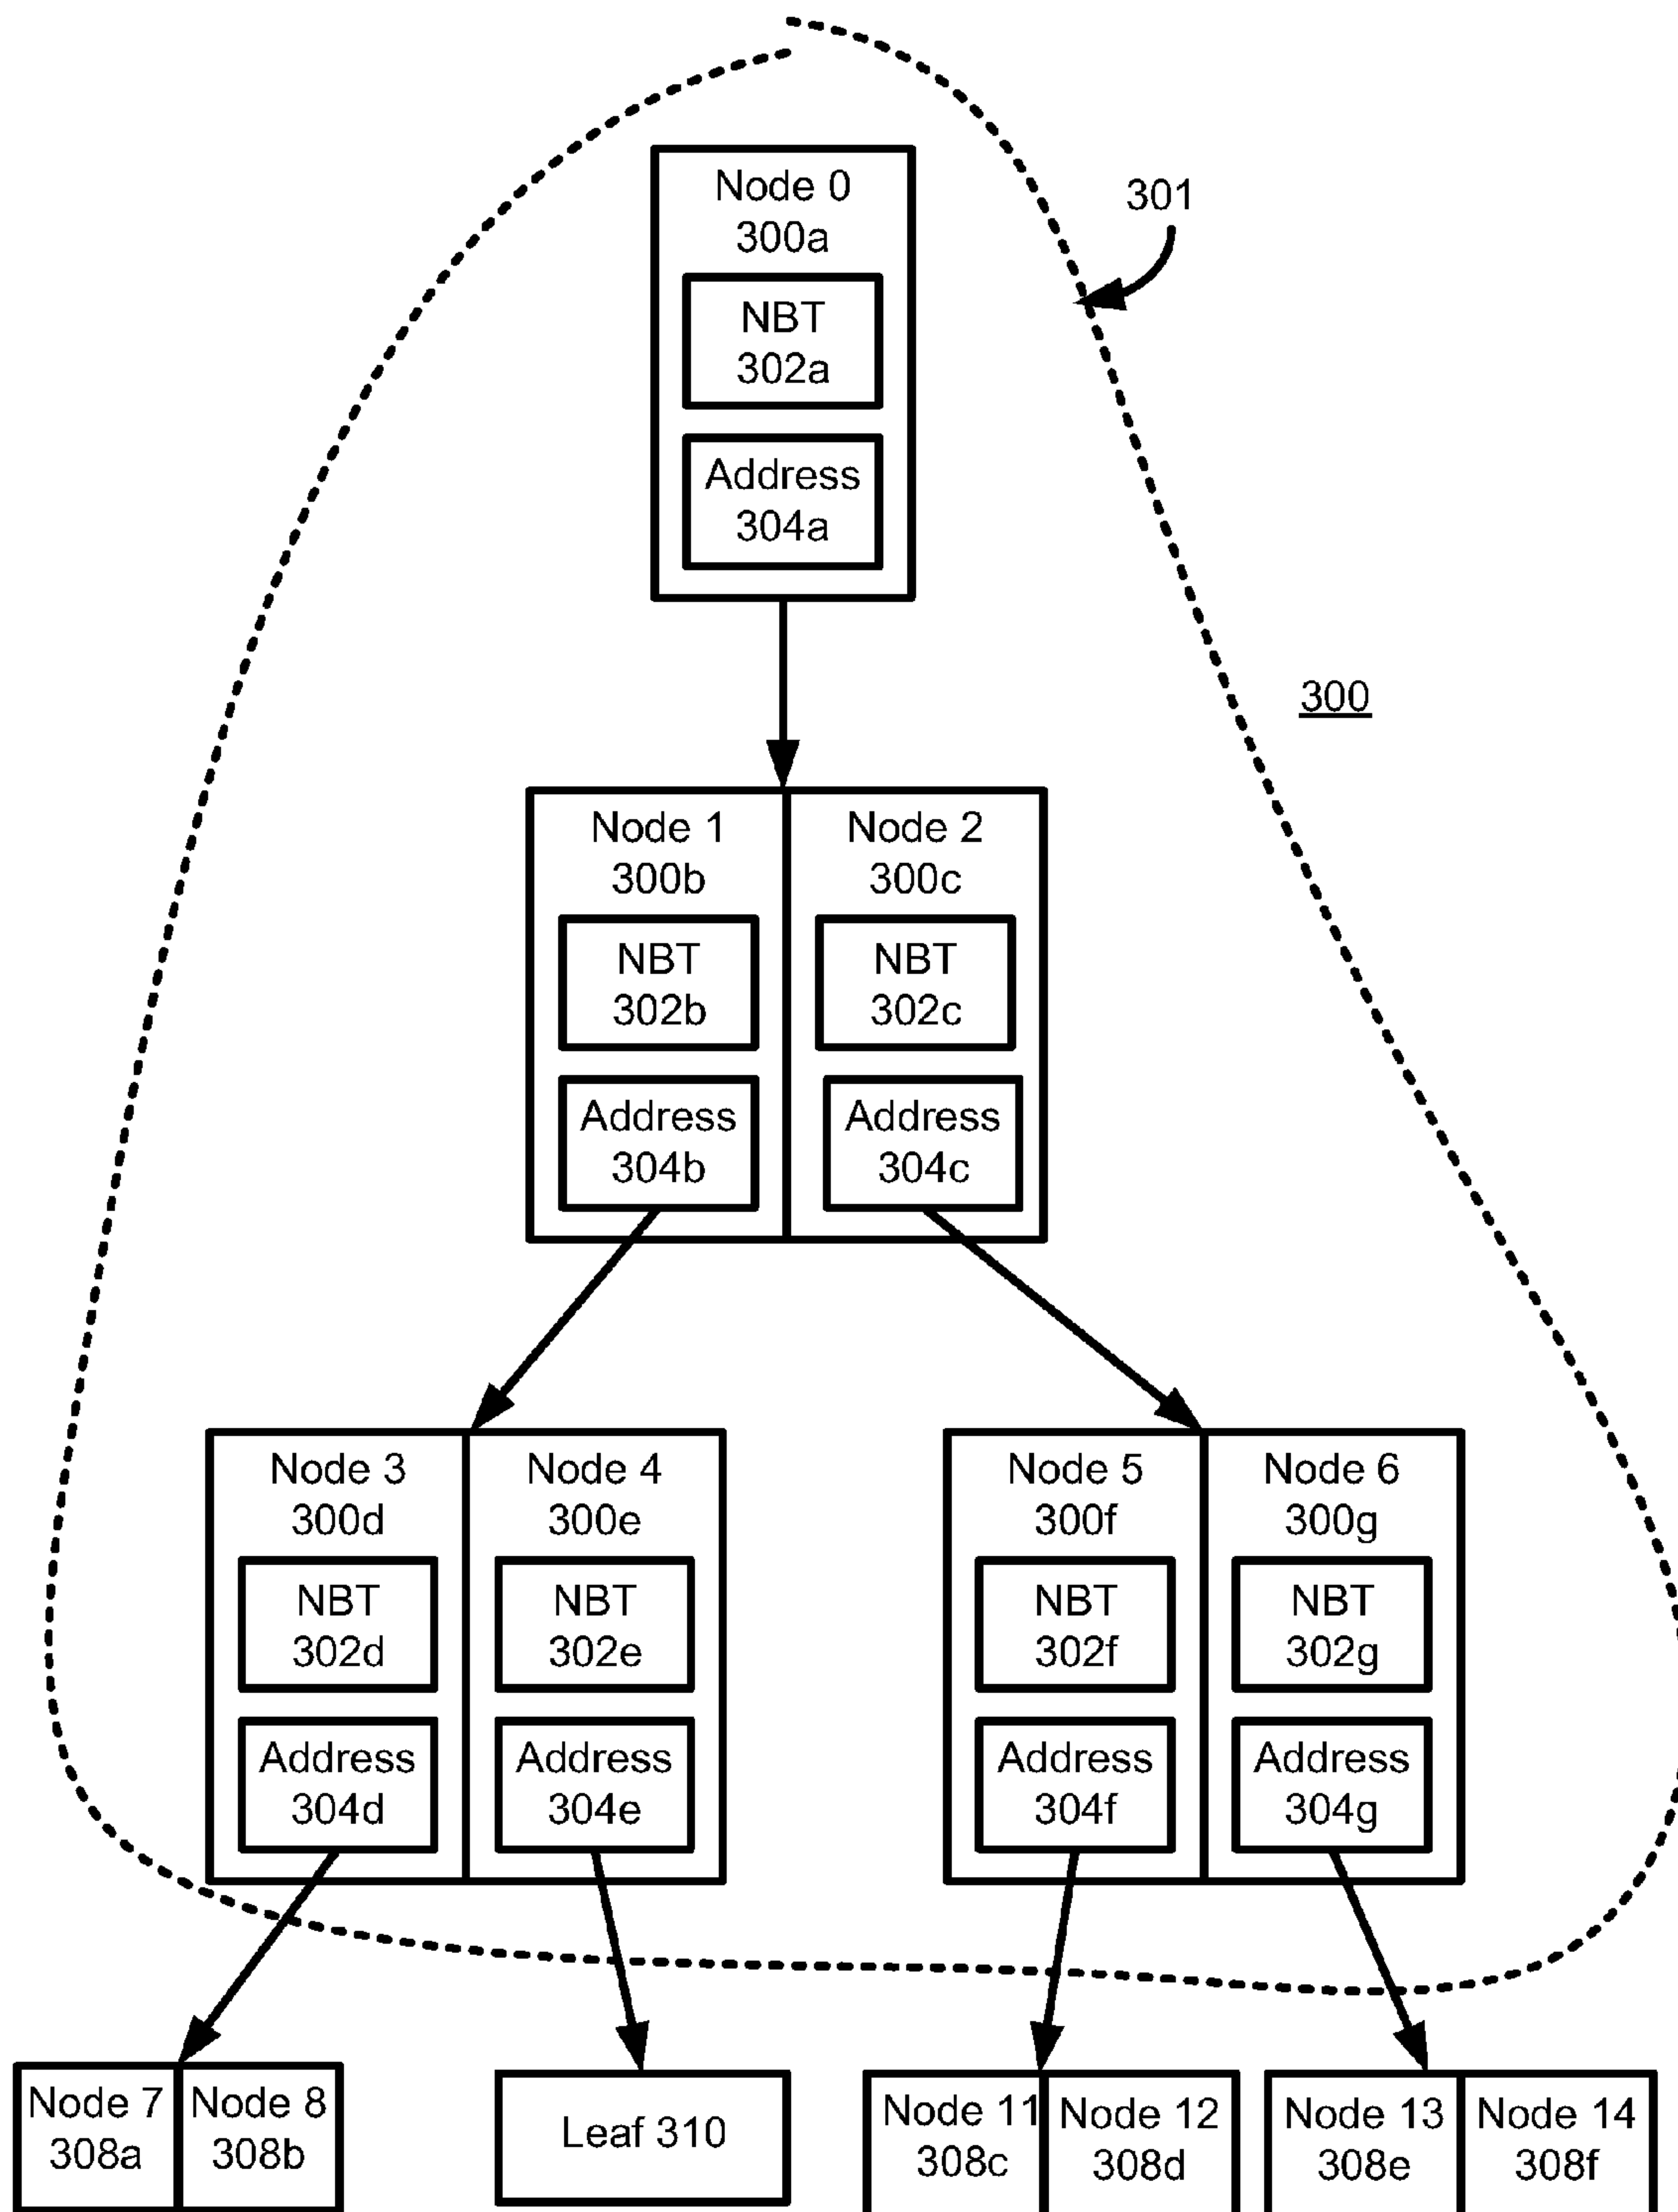 Node 0
300a
NBT
302a
Address
304a
301
300
Node 1
300b
NBT
302b
Address
304b
Node 2
300c
NBT
302c
Address
304c
Node 3
300d
NBT
302d
Address
304d
Node 4
300e
NBT
302e
Address
304e
Node 5
300f
NBT
302f
Address
304f
Node 6
300g
NBT
302g
Address
304g
Node 7
308a
Node 8
308b
Leaf 310
Node 11
308c
Node 12
308d
Node 13
308e
Node 14
308f